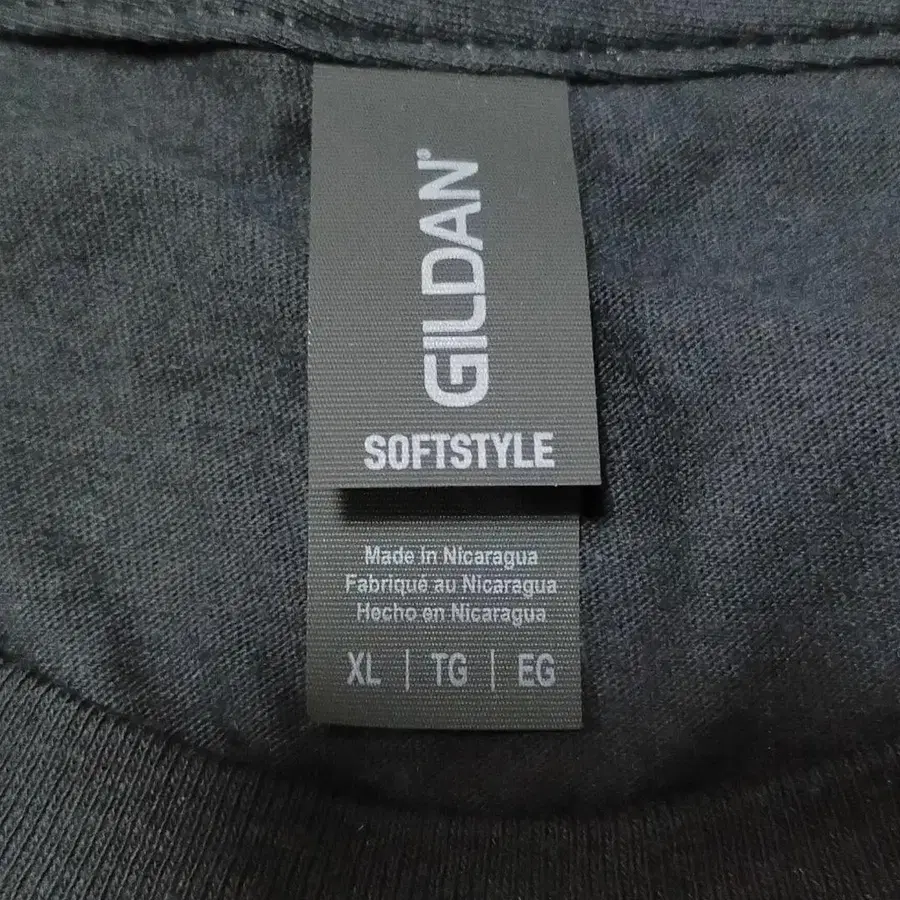 GILDAN®
SOFTSTYLE
Made in Nicaragua
Fabriqué au Nicaragua
Hecho en Nicaragua
XL | TG | EG